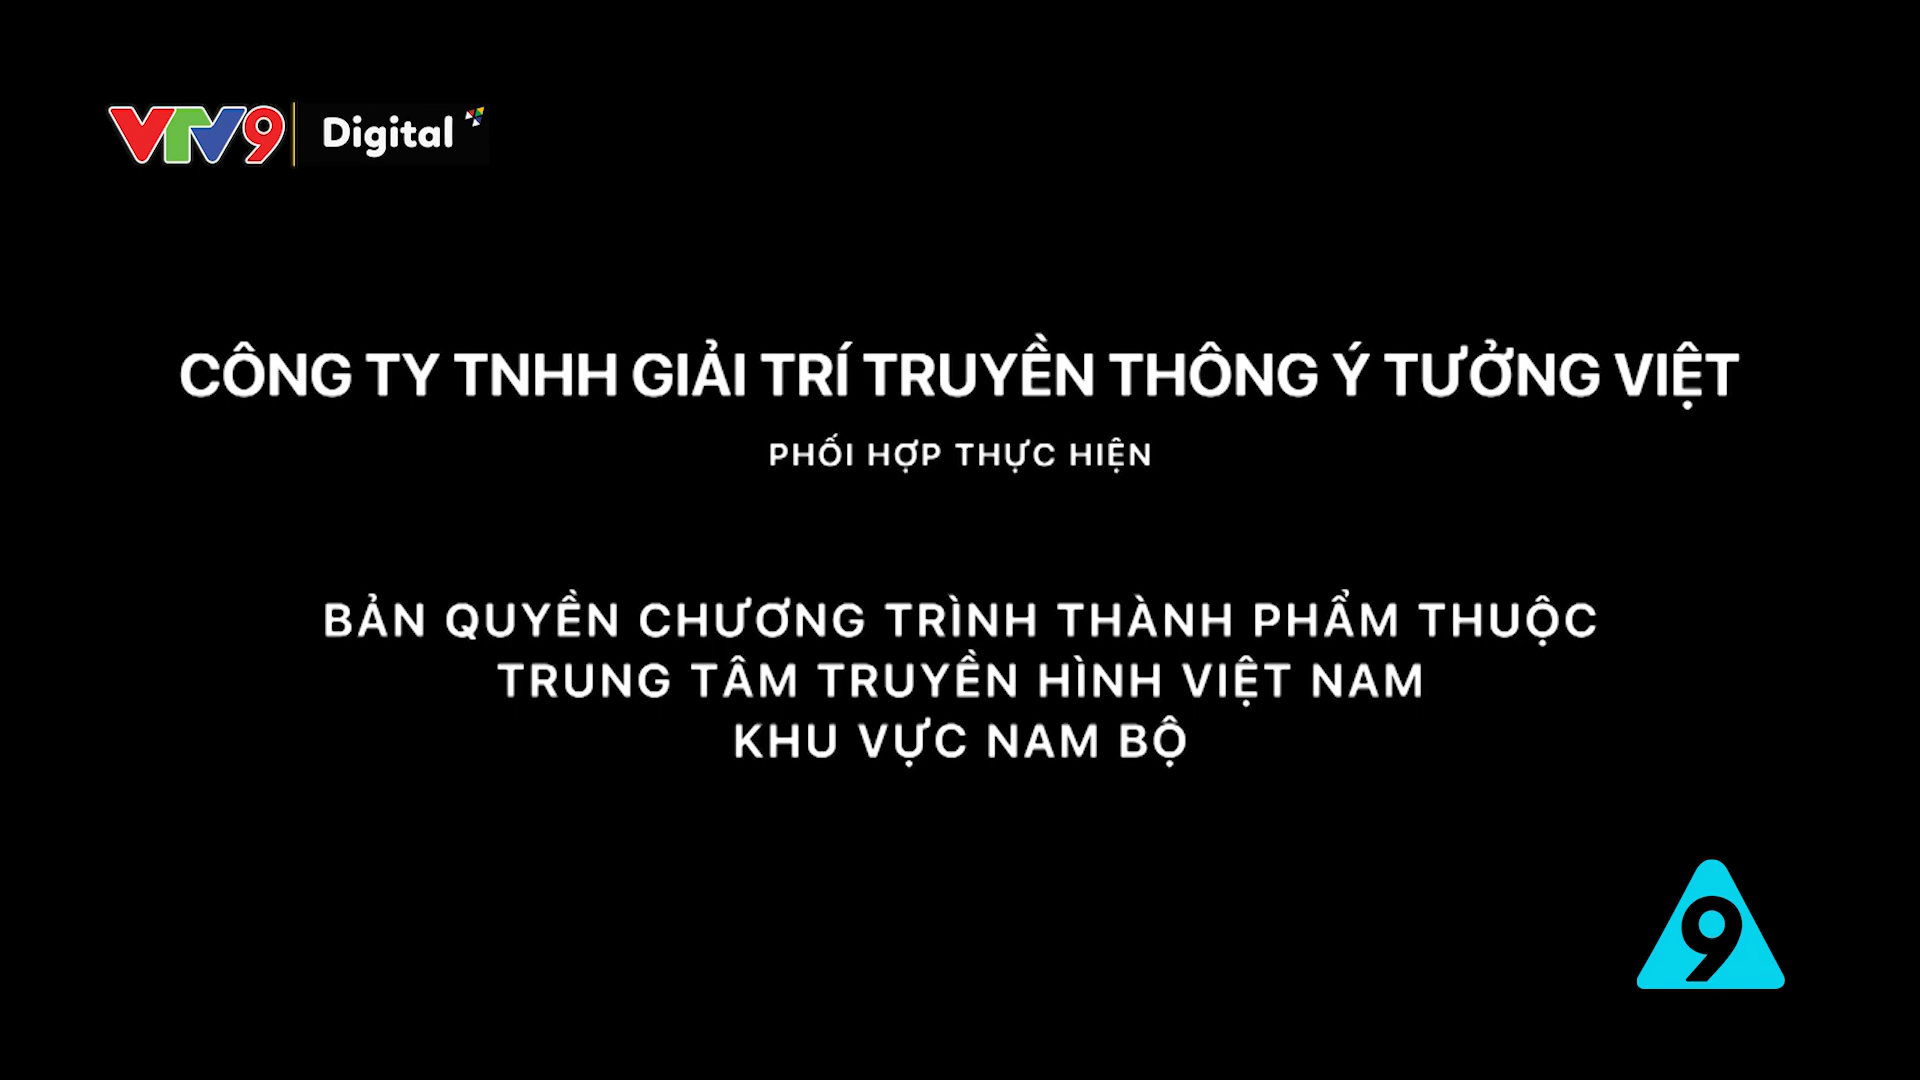 VTV9 Digital
CÔNG TY TNHH GIẢI TRÍ TRUYỀN THÔNG Ý TƯỞNG VIỆT
PHỐI HỢP THỰC HIỆN
BẢN QUYỀN CHƯƠNG TRÌNH THÀNH PHẨM THUỘC
TRUNG TÂM TRUYỀN HÌNH VIỆT NAM
KHU VỰC NAM BỘ
9